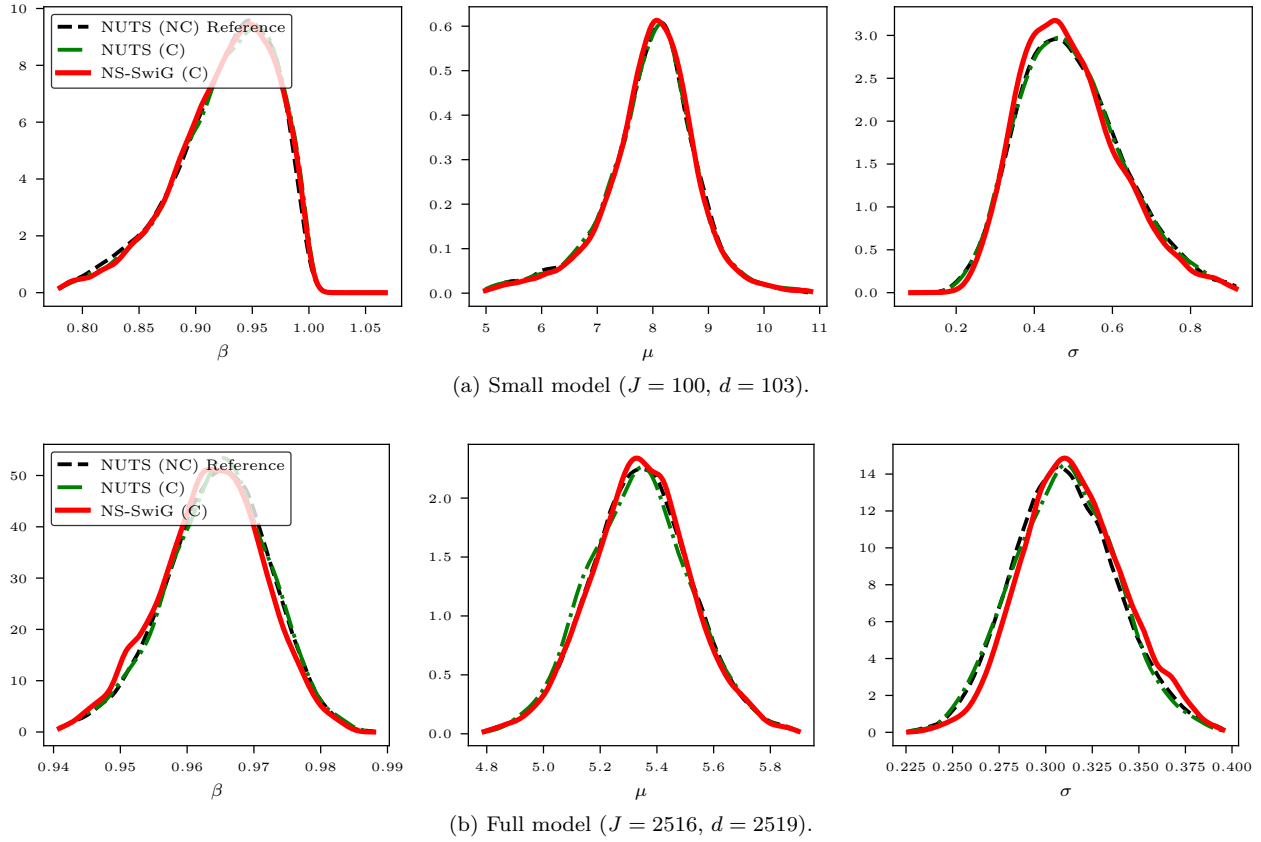 NUTS (NC) Reference
NUTS (C)
NS-SwiG (C)
10
8
6
4
2
0
0.80 0.85 0.90 0.95 1.00 1.05
β
0.6
0.5
0.4
0.3
0.2
0.1
0.0
5 6 7 8 9 10 11
μ
3.0
2.5
2.0
1.5
1.0
0.5
0.0
0.2 0.4 0.6 0.8
σ
(a) Small model (J = 100, d = 103).
NUTS (NC) Reference
NUTS (C)
NS-SwiG (C)
50
40
30
20
10
0
0.94 0.95 0.96 0.97 0.98 0.99
β
2.0
1.5
1.0
0.5
0.0
4.8 5.0 5.2 5.4 5.6 5.8
μ
14
12
10
8
6
4
2
0
0.225 0.250 0.275 0.300 0.325 0.350 0.375 0.400
σ
(b) Full model (J = 2516, d = 2519).